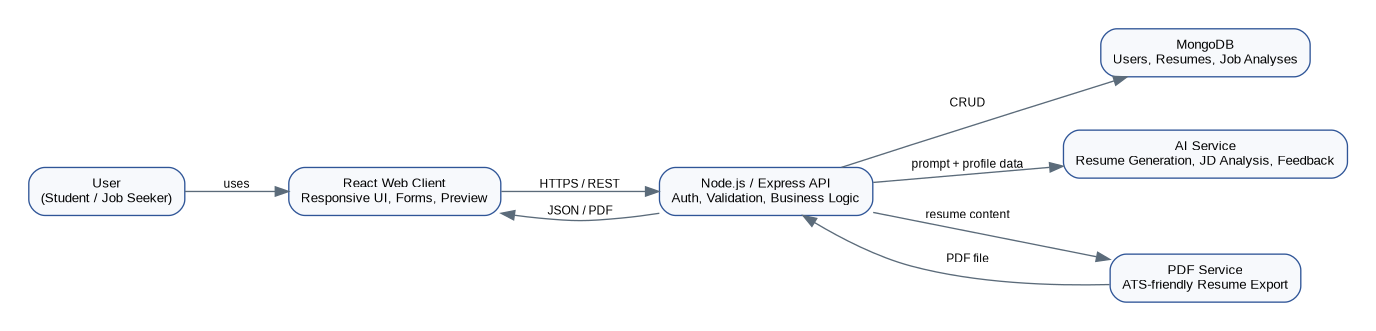 MongoDB
Users, Resumes, Job Analyses
CRUD
AI Service
Resume Generation, JD Analysis, Feedback
prompt + profile data
User
(Student / Job Seeker)
uses
React Web Client
Responsive UI, Forms, Preview
HTTPS / REST
JSON / PDF
Node.js / Express API
Auth, Validation, Business Logic
resume content
PDF file
PDF Service
ATS-friendly Resume Export